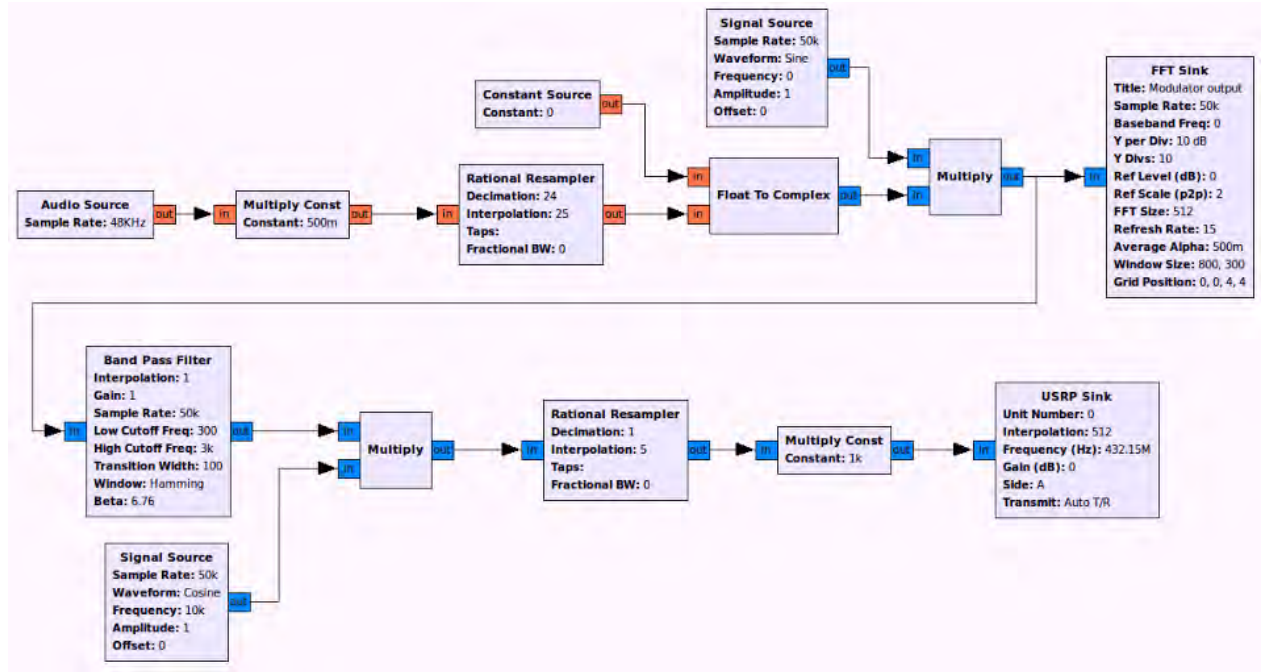 Signal Source
Sample Rate: 50k
Waveform: Sine
Frequency: 0
Amplitude: 1
Offset: 0
out
Constant Source
Constant: 0
out
FFT Sink
Title: Modulator output
Sample Rate: 50k
Baseband Freq: 0
Y per Div: 10 dB
Y Divs: 10
Ref Level (dB): 0
Ref Scale (p2p): 2
FFT Size: 512
Refresh Rate: 15
Average Alpha: 500m
Window Size: 800, 300
Grid Position: 0, 0, 4, 4
in
Audio Source
Sample Rate: 48KHz
out
in
Multiply Const
Constant: 500m
out
in
Rational Resampler
Decimation: 24
Interpolation: 25
Taps:
Fractional BW: 0
out
in
in
Float To Complex
out
in
in
Multiply
out
in
Band Pass Filter
Interpolation: 1
Gain: 1
Sample Rate: 50k
Low Cutoff Freq: 300
High Cutoff Freq: 3k
Transition Width: 100
Window: Hamming
Beta: 6.76
out
in
in
Multiply
out
in
Rational Resampler
Decimation: 1
Interpolation: 5
Taps:
Fractional BW: 0
out
in
Multiply Const
Constant: 1k
out
in
USRP Sink
Unit Number: 0
Interpolation: 512
Frequency (Hz): 432.15M
Gain (dB): 0
Side: A
Transmit: Auto T/R
Signal Source
Sample Rate: 50k
Waveform: Cosine
Frequency: 10k
Amplitude: 1
Offset: 0
out